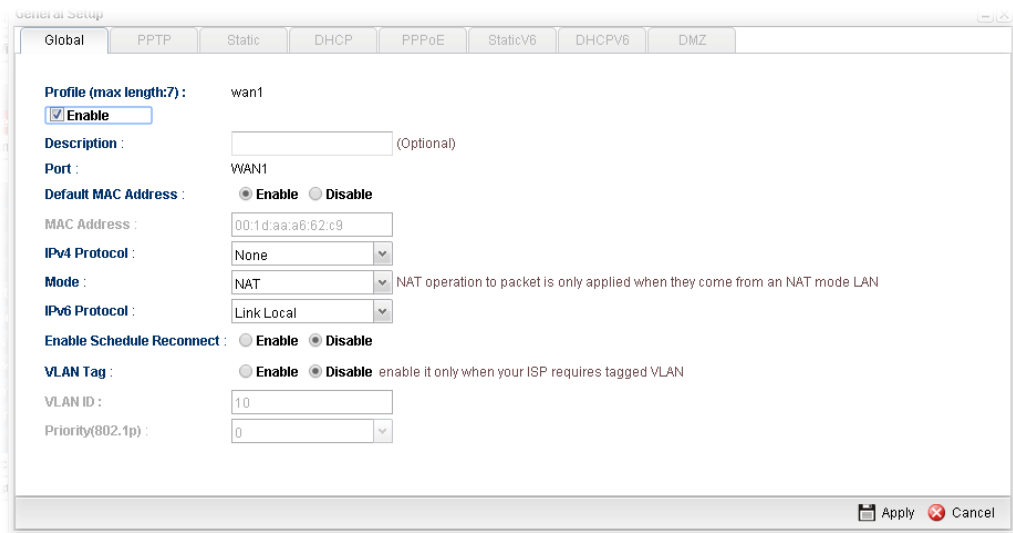 General Setup
Global PPTP Static DHCP PPPoE StaticV6 DHCPV6 DMZ
Profile (max length:7) : wan1
Enable
Description : (Optional)
Port : WAN1
Default MAC Address : Enable Disable
MAC Address : 00:1d:aa:a6:62:c9
IPv4 Protocol : None
Mode : NAT NAT operation to packet is only applied when they come from an NAT mode LAN
IPv6 Protocol : Link Local
Enable Schedule Reconnect : Enable Disable
VLAN Tag : Enable Disable enable it only when your ISP requires tagged VLAN
VLAN ID : 10
Priority(802.1p) : 0
Apply Cancel